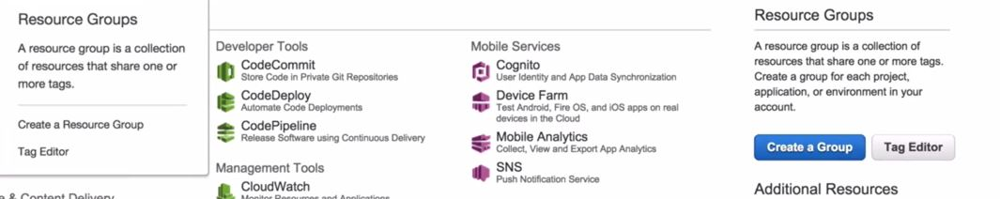 Resource Groups
A resource group is a collection
of resources that share one or
more tags.
Create a Resource Group
Tag Editor
& Content Delivery
Developer Tools
CodeCommit
Store Code in Private Git Repositories
CodeDeploy
Automate Code Deployments
CodePipeline
Release Software using Continuous Delivery
Management Tools
CloudWatch
Monitor Resources and Applications
Mobile Services
Cognito
User Identity and App Data Synchronization
Device Farm
Test Android, Fire OS, and iOS apps on real
devices in the Cloud
Mobile Analytics
Collect, View and Export App Analytics
SNS
Push Notification Service
Resource Groups
A resource group is a collection of
resources that share one or more tags.
Create a group for each project,
application, or environment in your
account.
Create a Group
Tag Editor
Additional Resources